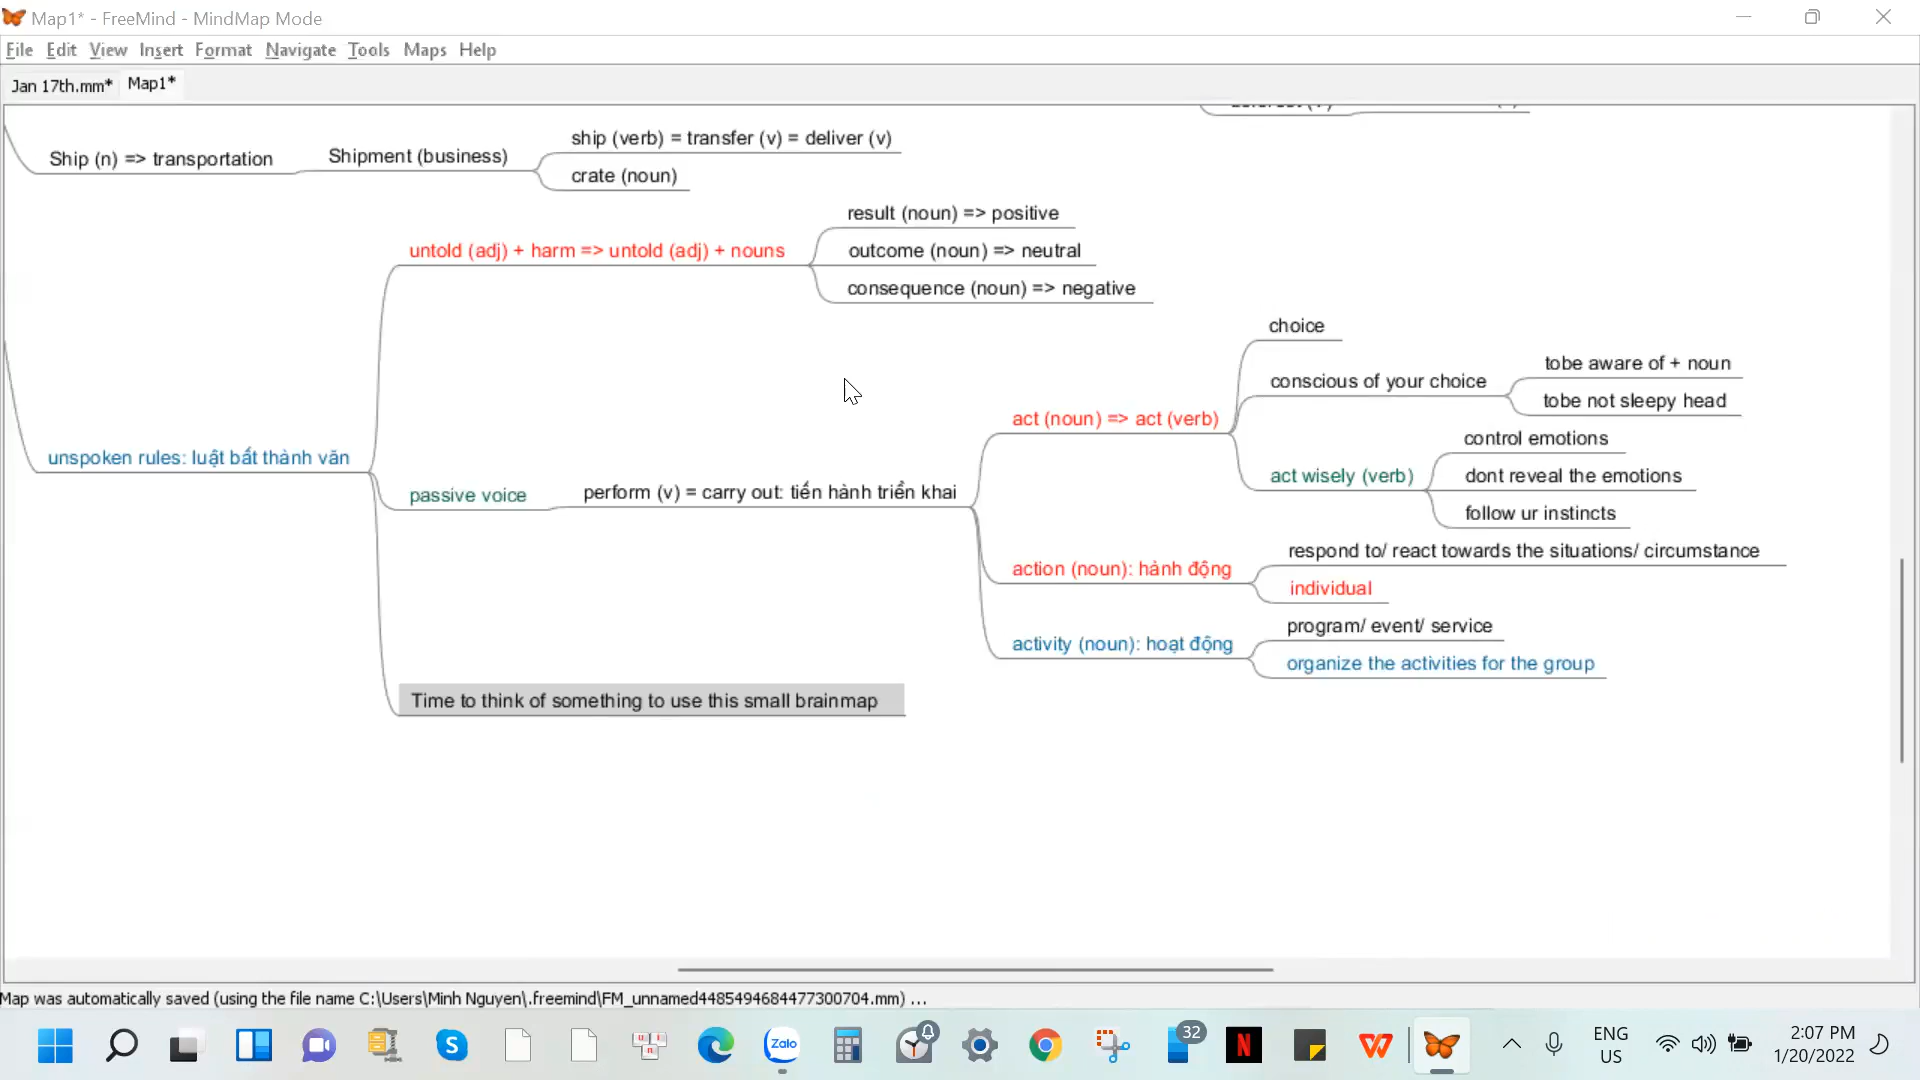 Map1* - FreeMind - MindMap Mode
File Edit View Insert Format Navigate Tools Maps Help
Jan 17th.mm* Map1*
Ship (n) => transportation
Shipment (business)
ship (verb) = transfer (v) = deliver (v)
crate (noun)
unspoken rules: luật bất thành văn
untold (adj) + harm => untold (adj) + nouns
result (noun) => positive
outcome (noun) => neutral
consequence (noun) => negative
passive voice
perform (v) = carry out: tiến hành triển khai
act (noun) => act (verb)
choice
conscious of your choice
tobe aware of + noun
tobe not sleepy head
act wisely (verb)
control emotions
dont reveal the emotions
follow ur instincts
action (noun): hành động
respond to/ react towards the situations/ circumstance
individual
activity (noun): hoạt động
program/ event/ service
organize the activities for the group
Time to think of something to use this small brainmap
Map was automatically saved (using the file name C:\Users\Minh Nguyen\.freemind\FM_unnamed4485494684477300704.mm) ...
Zalo
32
N
ENG
US
2:07 PM
1/20/2022